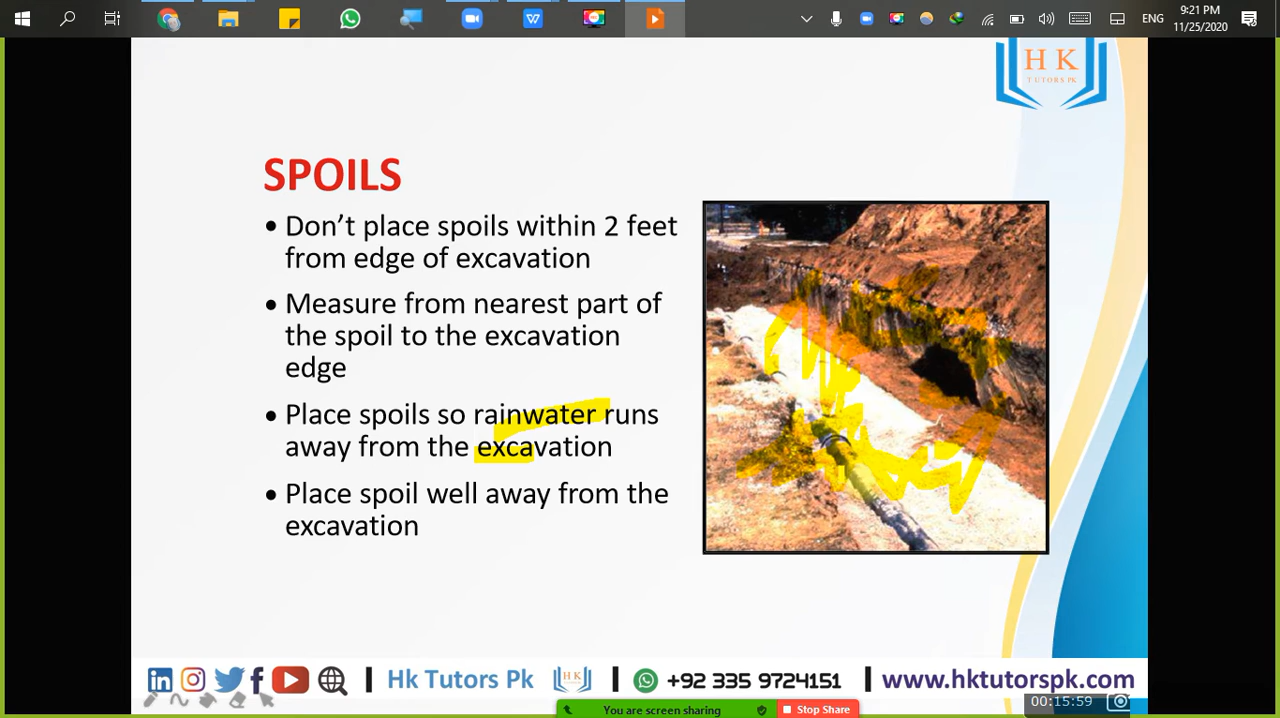 ENG
9:21 PM
11/25/2020
H K
TUTORS PK
SPOILS
• Don’t place spoils within 2 feet
from edge of excavation
• Measure from nearest part of
the spoil to the excavation
edge
• Place spoils so rainwater runs
away from the excavation
• Place spoil well away from the
excavation
Hk Tutors Pk
HK
+92 335 9724151
www.hktutorspk.com
00:15:59
You are screen sharing
Stop Share